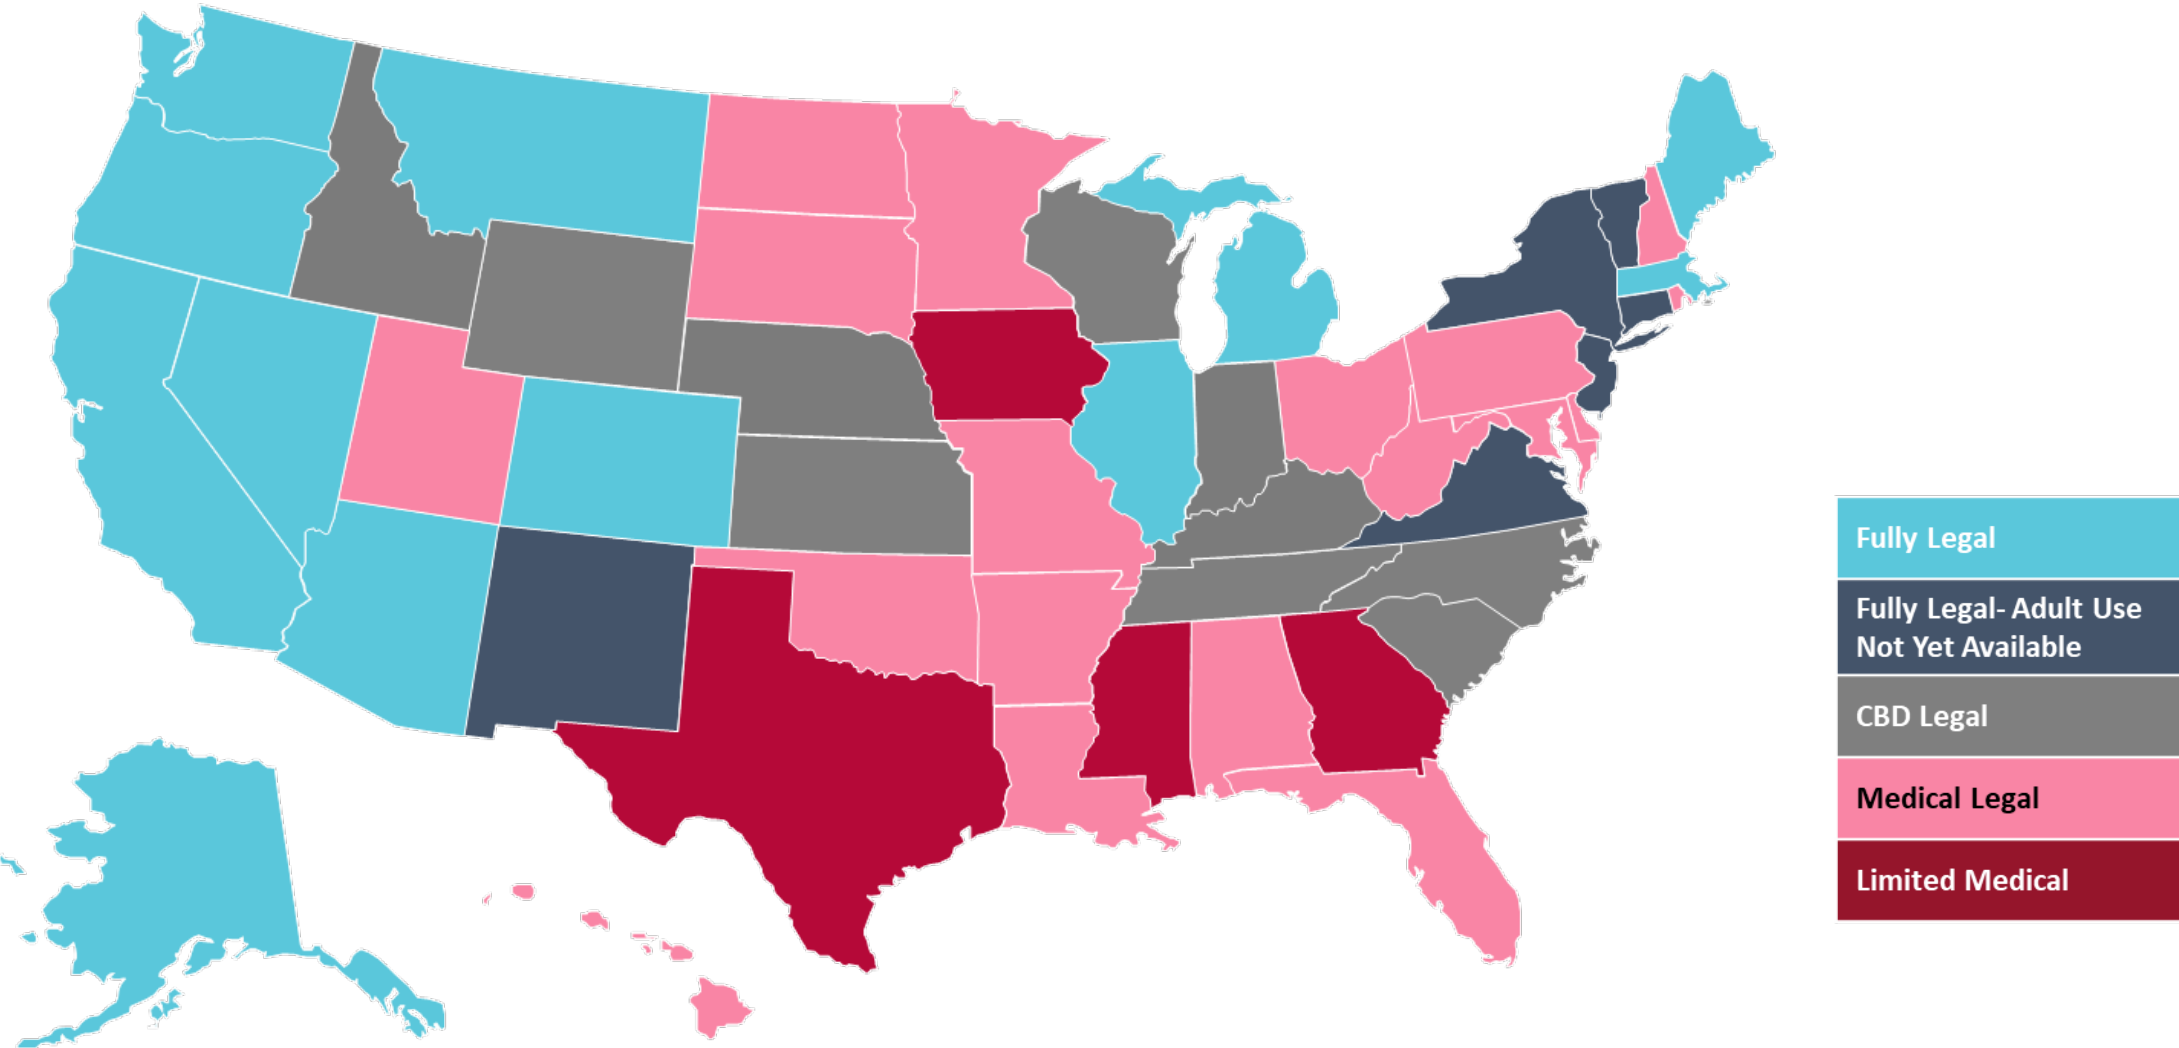 Fully Legal
Fully Legal- Adult Use
Not Yet Available
CBD Legal
Medical Legal
Limited Medical